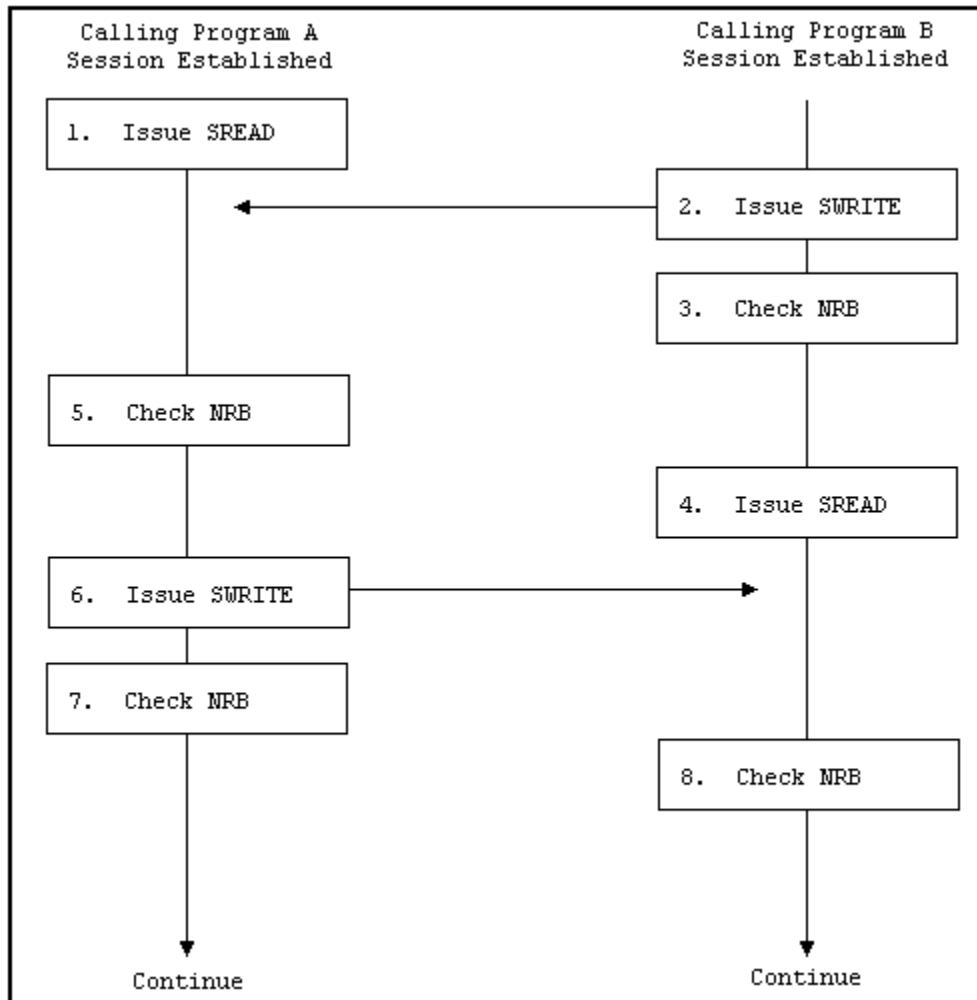 Calling Program A
Session Established
Calling Program B
Session Established
1. Issue SREAD
2. Issue SWRITE
3. Check NRB
5. Check NRB
4. Issue SREAD
6. Issue SWRITE
7. Check NRB
8. Check NRB
Continue
Continue